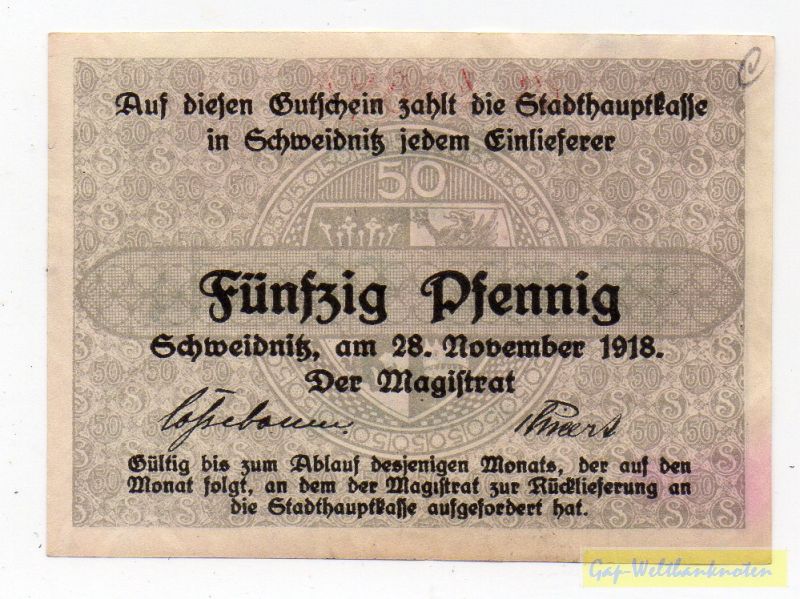 Auf diesen Gutschein zahlt die Stadthauptkasse
in Schweidnitz jedem Einlieferer
50
Fünfzig Pfennig
Schweidnitz, am 28. November 1918.
Der Magistrat
Gültig bis zum Ablauf desjenigen Monats, der auf den
Monat folgt, an dem der Magistrat zur Rücklieferung an
die Stadthauptkasse aufgefordert hat.
Gap-Weltbanknoten